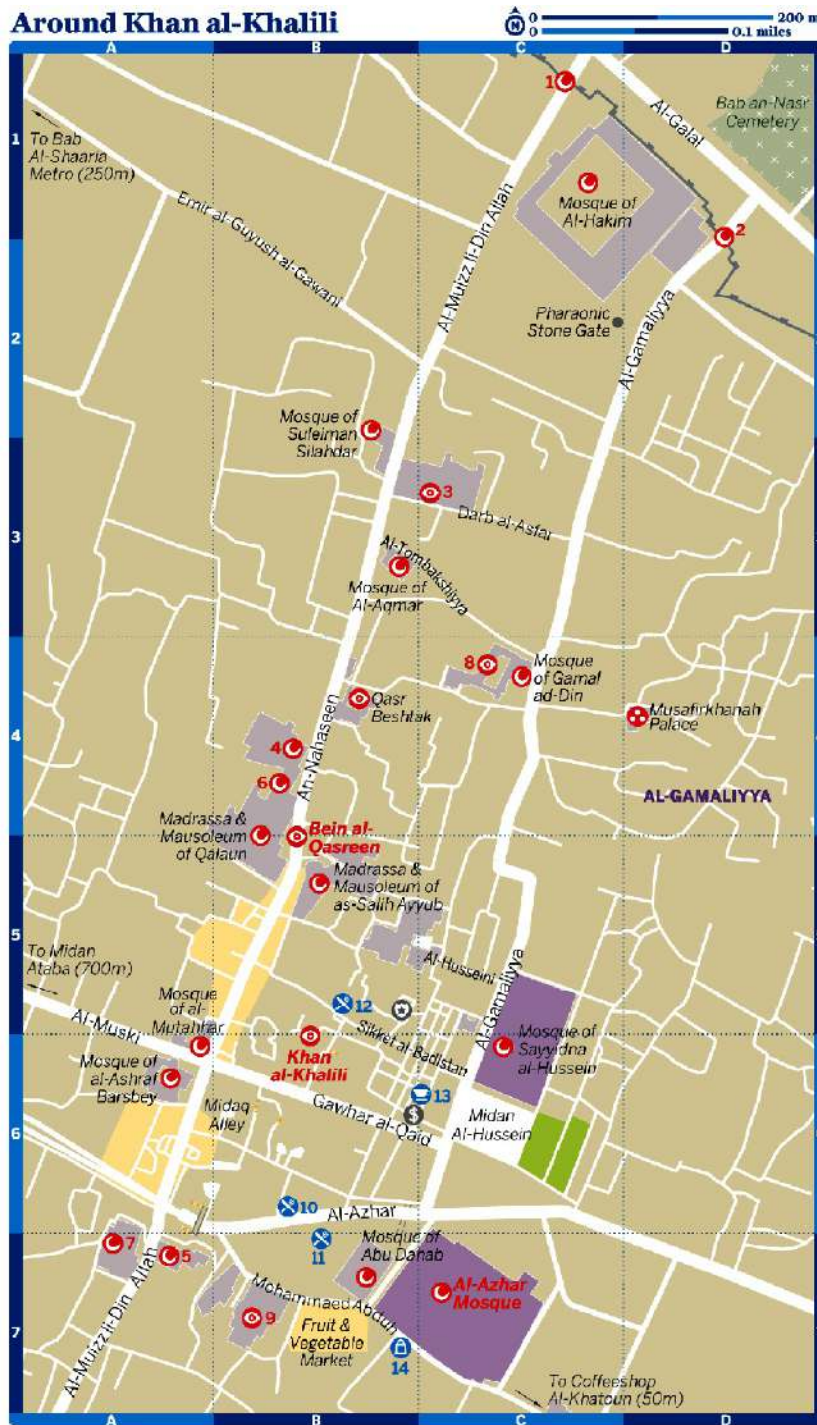 Around Khan al-Khalili
N
0
200 m
0
0.1 miles
A
B
C
D
1
1
Al-Galal
Bab an-Nasr
Cemetery
To Bab
Al-Shaaria
Metro (250m)
Mosque of
Al-Hakim
Emir al-Guyush al-Gawani
Al-Muizz li-Din Allah
2
2
Pharaonic
Stone Gate
Al-Gamaliyya
Mosque of
Suleiman
Silahdar
3
Darb al-Asfar
3
Al-Tombakshiyya
Mosque of
Al-Aqmar
8
Mosque
of Gamal
ad-Din
Qasr
Beshtak
Musafirkhanah
Palace
An-Nahaseen
4
4
6
AL-GAMALIYYA
Madrassa &
Mausoleum
of Qalaun
Bein al-
Qasreen
Madrassa &
Mausoleum of
as-Salih Ayyub
5
To Midan
Ataba (700m)
Al-Husseini
Al-Gamaliyya
Mosque
of al-
Mutahhar
Al-Muski
12
Sikket al-Badistan
Khan
al-Khalili
Mosque of
Sayyidna
al-Hussein
Mosque of
al-Ashraf
Barsbey
13
$
Midaq
Alley
Gawhar al-Qaid
Midan
Al-Hussein
6
10
Al-Azhar
11
Mosque of
Abu Dahab
7
5
Al-Muizz li-Din Allah
Mohammaed Abduh
Al-Azhar
Mosque
9
Fruit &
Vegetable
Market
7
14
To Coffeeshop
Al-Khatoun (50m)
A
B
C
D